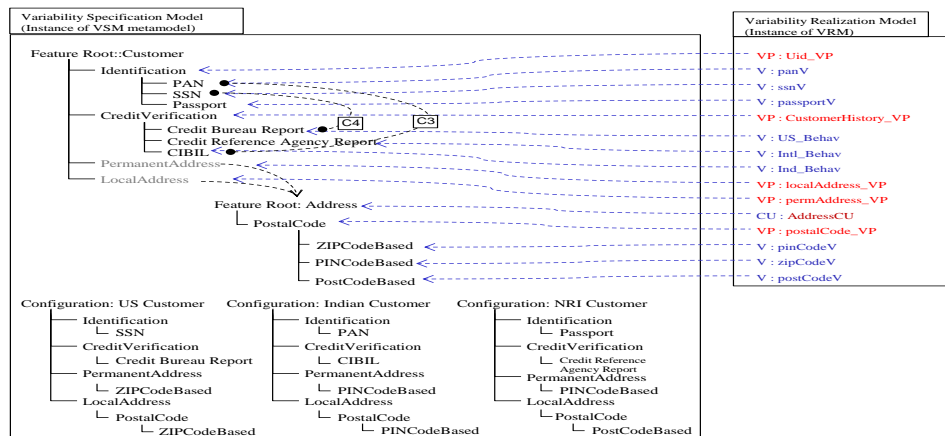 Variability Specification Model
(Instance of VSM metamodel)
Feature Root::Customer
Identification
PAN
SSN
Passport
CreditVerification
C4
C3
Credit Bureau Report
Credit Reference Agency Report
CIBIL
PermanentAddress
LocalAddress
Feature Root: Address
PostalCode
ZIPCodeBased
PINCodeBased
PostCodeBased
Configuration: US Customer
Identification
SSN
CreditVerification
Credit Bureau Report
PermanentAddress
ZIPCodeBased
LocalAddress
PostalCode
ZIPCodeBased
Configuration: Indian Customer
Identification
PAN
CreditVerification
CIBIL
PermanentAddress
PINCodeBased
LocalAddress
PostalCode
PINCodeBased
Configuration: NRI Customer
Identification
Passport
CreditVerification
Credit Reference
Agency Report
PermanentAddress
PINCodeBased
LocalAddress
PostalCode
PostCodeBased
Variability Realization Model
(Instance of VRM)
VP: Uid_VP
V : panV
V : ssnV
V : passportV
VP : CustomerHistory_VP
V : US_Behav
V : Intl_Behav
V : Ind_Behav
VP : localAddress_VP
VP : permAddress_VP
CU : AddressCU
VP : postalCode_VP
V : pinCodeV
V : zipCodeV
V : postCodeV